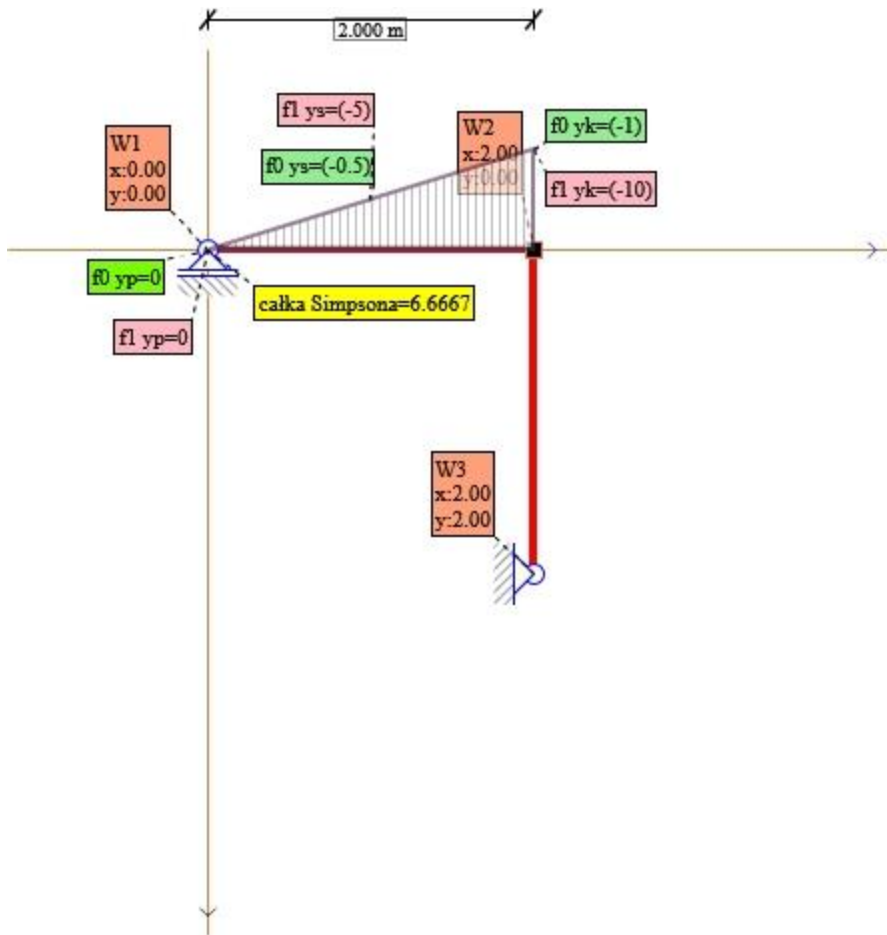 2.000 m
f1 ys=(-5)
W1
x:0.00
y:0.00
f0 ys=(-0.5)
W2
x:2.00
y:0.00
f0 yk=(-1)
f1 yk=(-10)
f0 yp=0
całka Simpsona=6.6667
f1 yp=0
W3
x:2.00
y:2.00